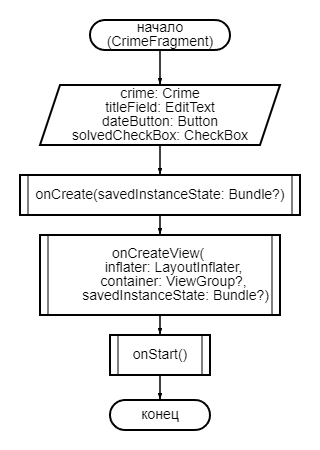 начало
(CrimeFragment)
crime: Crime
titleField: EditText
dateButton: Button
solvedCheckBox: CheckBox
onCreate(savedInstanceState: Bundle?)
onCreateView(
inflater: LayoutInflater,
container: ViewGroup?,
savedInstanceState: Bundle?)
onStart()
конец